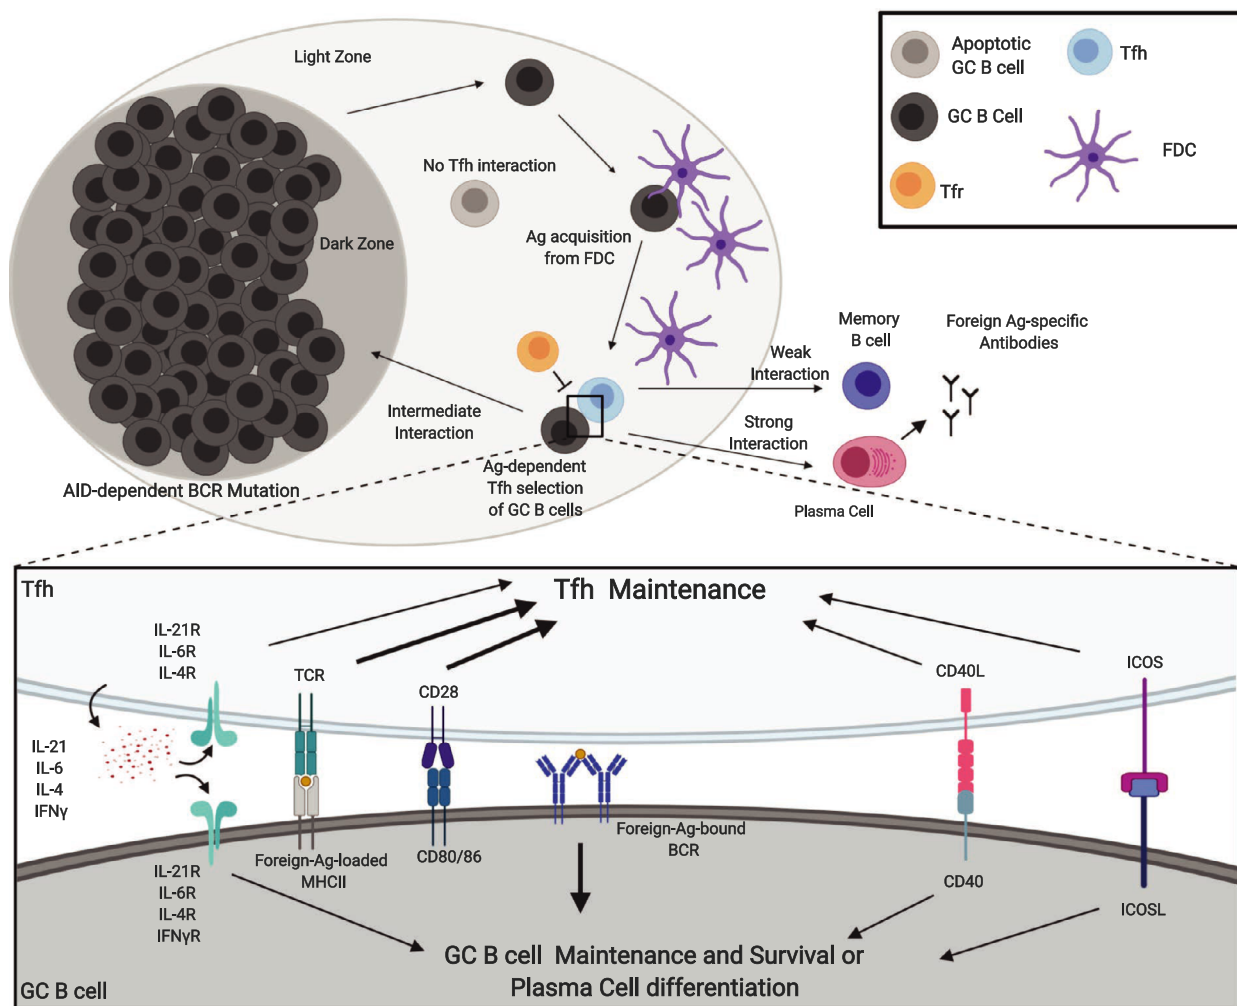 Light Zone
No Tfh interaction
Dark Zone
Ag acquisition
from FDC
Apoptotic
GC B cell
Tfh
GC B Cell
FDC
Tfr
Memory
B cell
Foreign Ag-specific
Antibodies
Weak
Interaction
Intermediate
Interaction
Strong
Interaction
Ag-dependent
Tfh selection
of GC B cells
AID-dependent BCR Mutation
Plasma Cell
Tfh
Tfh Maintenance
IL-21R
IL-6R
IL-4R
TCR
CD28
CD40L
ICOS
IL-21
IL-6
IL-4
IFNγ
Foreign-Ag-loaded
MHCII
CD80/86
Foreign-Ag-bound
BCR
CD40
ICOSL
IL-21R
IL-6R
IL-4R
IFNγR
GC B cell Maintenance and Survival or
Plasma Cell differentiation
GC B cell